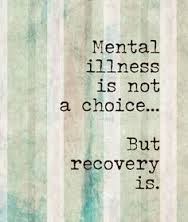 Mental
illness
is not
a choice...
But
recovery
is.